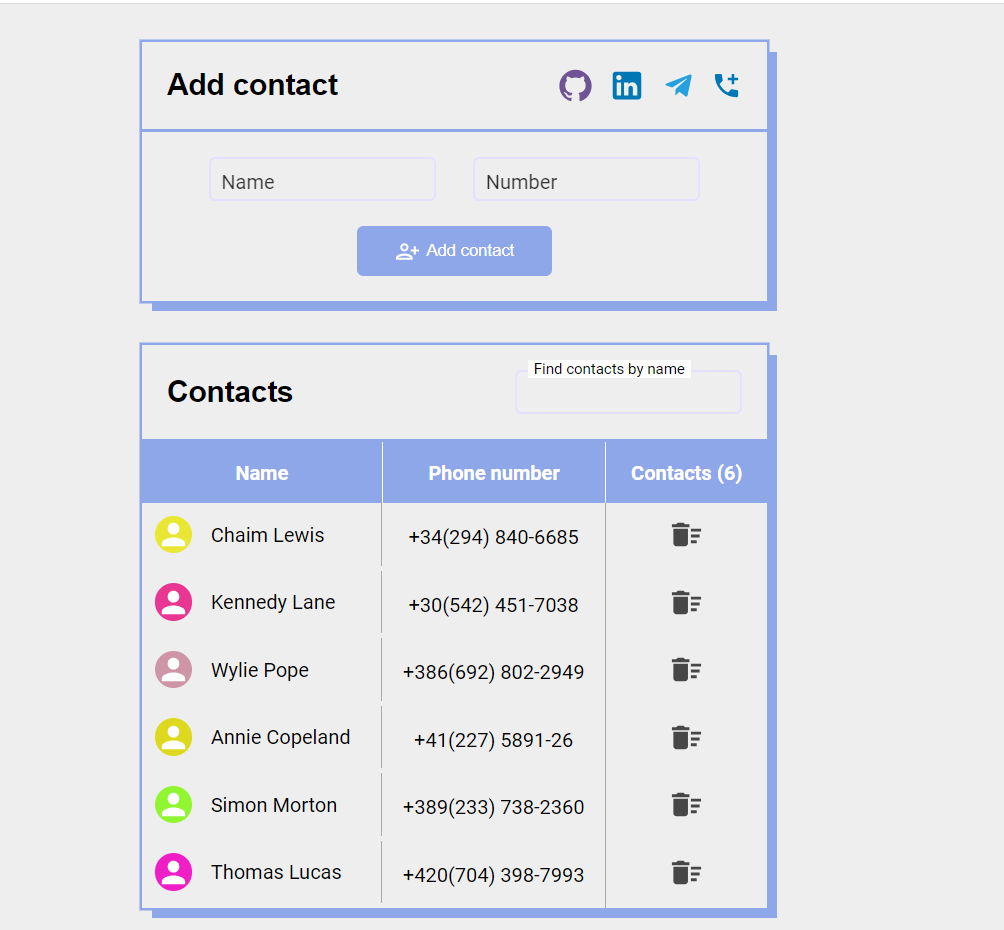 Add contact
Name
Number
Add contact
Contacts
Find contacts by name
Name Phone number Contacts (6)
Chaim Lewis +34(294) 840-6685
Kennedy Lane +30(542) 451-7038
Wylie Pope +386(692) 802-2949
Annie Copeland +41(227) 5891-26
Simon Morton +389(233) 738-2360
Thomas Lucas +420(704) 398-7993